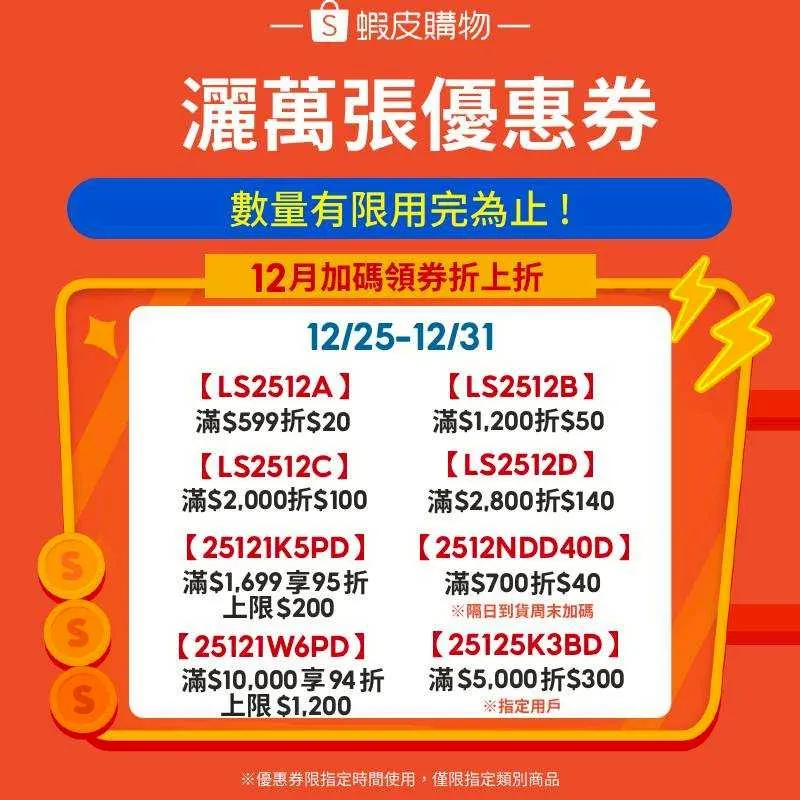 蝦皮購物
灑萬張優惠券
數量有限用完為止！
12月加碼領券折上折
12/25-12/31
【LS2512A】
滿$599折$20
【LS2512B】
滿$1,200折$50
【LS2512C】
滿$2,000折$100
【LS2512D】
滿$2,800折$140
【25121K5PD】
滿$1,699享95折
上限$200
【2512NDD40D】
滿$700折$40
※隔日到貨周末加碼
【25121W6PD】
滿$10,000享94折
上限$1,200
【25125K3BD】
滿$5,000折$300
※指定用戶
※優惠券限指定時間使用，僅限指定類別商品